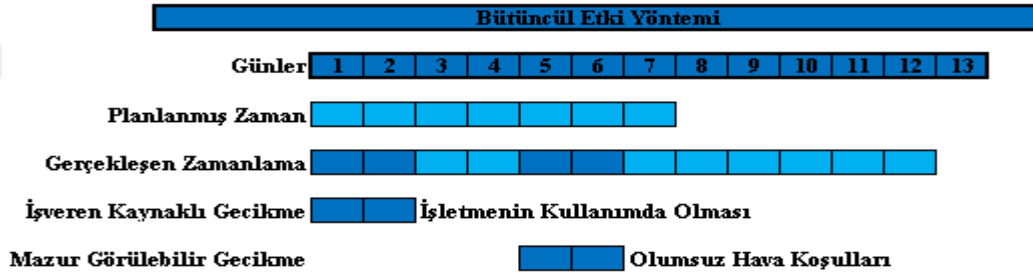 Bütüncül Etki Yöntemi
Günler 1 2 3 4 5 6 7 8 9 10 11 12 13
Planlanmış Zaman
Gerçekleşen Zamanlama
İşveren Kaynaklı Gecikme İşletmenin Kullanımda Olması
Mazur Görülebilir Gecikme Olumsuz Hava Koşulları